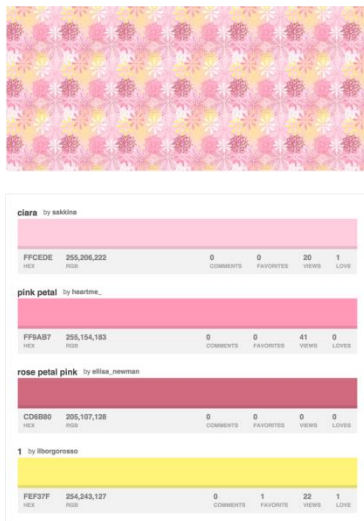 ciara by sakkina
FFCEDE 255,206,222 0 0 20 1
HEX RGB COMMENTS FAVORITES VIEWS LOVE
pink petal by heartme_
FF9AB7 255,154,183 0 0 41 0
HEX RGB COMMENTS FAVORITES VIEWS LOVES
rose petal pink by ellisa_newman
CD6B80 205,107,128 0 0 0 0
HEX RGB COMMENTS FAVORITES VIEWS LOVES
1 by ilborgorosso
FEF37F 254,243,127 0 1 22 1
HEX RGB COMMENTS FAVORITE VIEWS LOVE